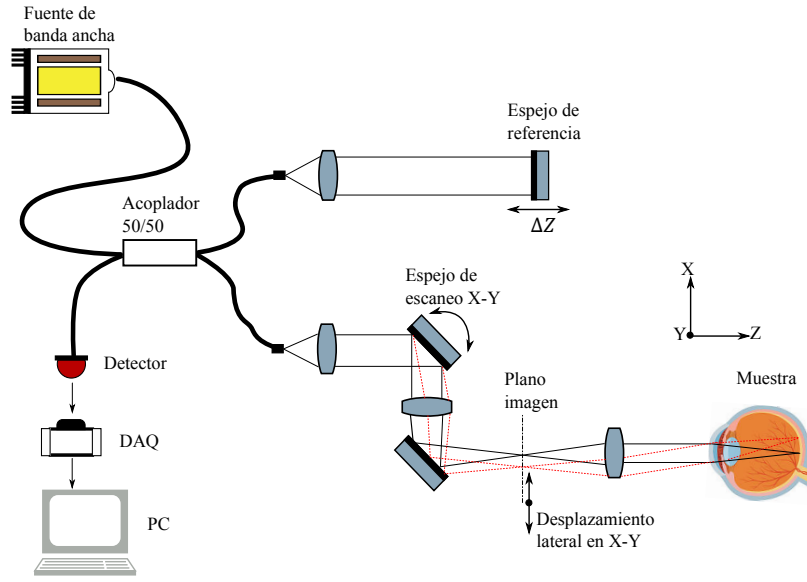 Fuente de
banda ancha
Espejo de
referencia
ΔZ
Acoplador
50/50
Espejo de
escaneo X-Y
X
Y
Z
Detector
Plano
imagen
Muestra
DAQ
PC
Desplazamiento
lateral en X-Y